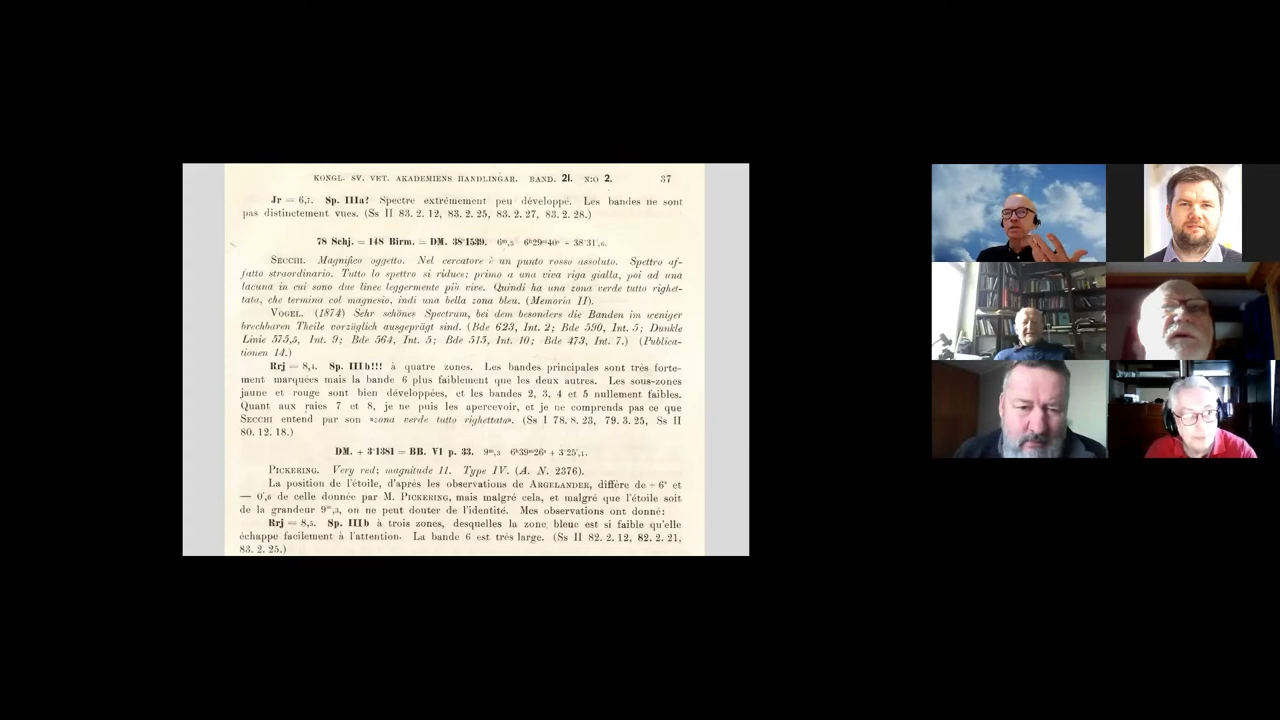 KONGL. SV. VET. AKADEMIENS HANDLINGAR. BAND. 21. N:O 2. 37
Jr = 6,7. Sp. IIIa? Spectre extrêmement peu développé. Les bandes ne sont
pas distinctement vues. (Ss II 83. 2. 12, 83. 2. 25, 83. 2. 27, 83. 2. 28.)
78 Schj. = 148 Birm. = DM. 38°1539. 6m,5 6h29m40s + 38°31',6.
SECCHI. Magnifico oggetto. Nel cercatore è un punto rosso assoluto. Spettro af-
fatto straordinario. Tutto lo spettro si riduce: primo a una viva riga gialla, poi ad una
lacuna in cui sono due linee leggermente più vive. Quindi ha una zona verde tutto righet-
tata, che termina col magnesio, indi una bella zona bleu. (Memoria II).
VOGEL. (1874) Sehr schönes Spectrum, bei dem besonders die Banden im weniger
brechbaren Theile vorzüglich ausgeprägt sind. (Bde 623, Int. 2; Bde 590, Int. 5; Dunkle
Linie 575,5, Int. 9; Bde 564, Int. 5; Bde 515, Int. 10; Bde 473, Int. 7.) (Publica-
tionen 14.)
Rrj = 8,4. Sp. IIIb!!! à quatre zones. Les bandes principales sont très forte-
ment marquées mais la bande 6 plus faiblement que les deux autres. Les sous-zones
jaune et rouge sont bien développées, et les bandes 2, 3, 4 et 5 nullement faibles.
Quant aux raies 7 et 8, je ne puis les apercevoir, et je ne comprends pas ce que
SECCHI entend par son »zona verde tutto righettata». (Ss I 78. 8. 23, 79. 3. 25, Ss II
80. 12. 18.)
DM. + 3°1381 = BB. VI p. 33. 9m,3 6h39m26s + 3°25',1.
PICKERING. Very red; magnitude 11. Type IV. (A. N. 2376).
La position de l'étoile, d'après les observations de ARGELANDER, diffère de + 6s et
— 0',6 de celle donnée par M. PICKERING, mais malgré cela, et malgré que l'étoile soit
de la grandeur 9m,3, on ne peut douter de l'identité. Mes observations ont donné:
Rrj = 8,5. Sp. IIIb à trois zones, desquelles la zone bleue est si faible qu'elle
échappe facilement à l'attention. La bande 6 est très large. (Ss II 82. 2. 12, 82. 2. 21,
83. 2. 25.)